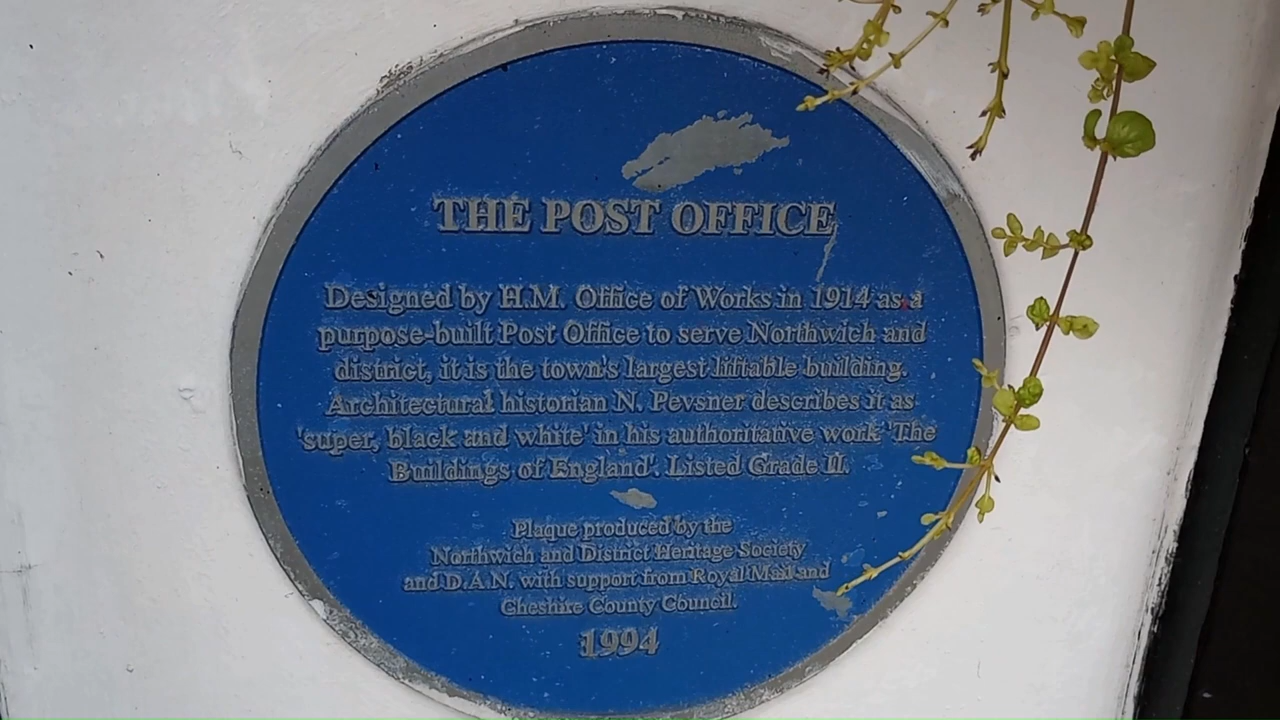 THE POST OFFICE
Designed by H.M. Office of Works in 1914 as a
purpose-built Post Office to serve Northwich and
district, it is the town's largest liftable building.
Architectural historian N. Pevsner describes it as
'super, black and white' in his authoritative work 'The
Buildings of England'. Listed Grade II.
Plaque produced by the
Northwich and District Heritage Society
and D.A.N. with support from Royal Mail and
Cheshire County Council.
1994